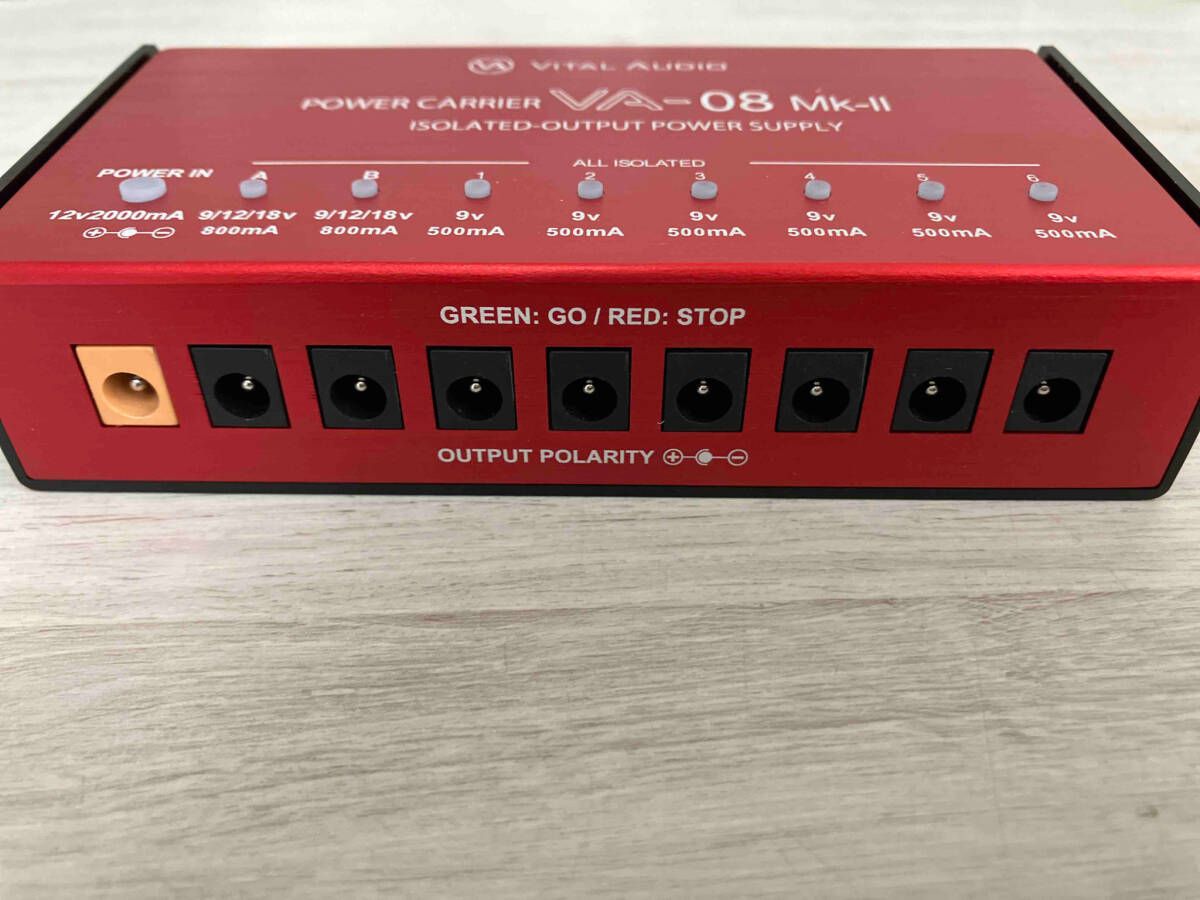 VA VITAL AUDIO
POWER CARRIER VA-08 MK-II
ISOLATED-OUTPUT POWER SUPPLY
ALL ISOLATED
POWER IN A B 1 2 3 4 5 6
12v2000mA 9/12/18v 9/12/18v 9v 9v 9v 9v 9v 9v
+ - 800mA 800mA 500mA 500mA 500mA 500mA 500mA 500mA
GREEN: GO / RED: STOP
OUTPUT POLARITY + -